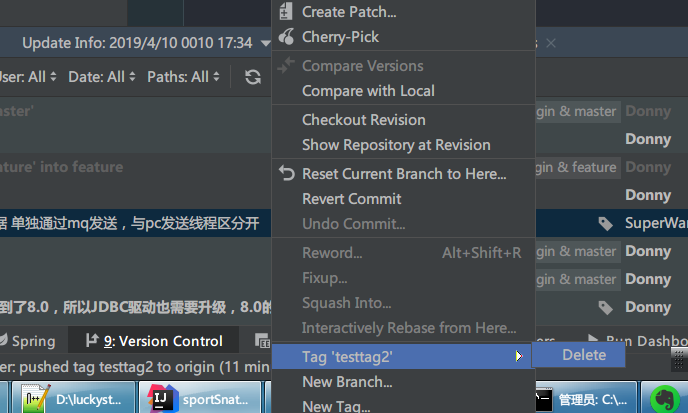 Create Patch...
Cherry-Pick
Update Info: 2019/4/10 0010 17:34
Compare Versions
User: All Date: All Paths: All
Compare with Local
gin & master Donny
Checkout Revision
Donny
Show Repository at Revision
ature' into feature
gin & feature Donny
Reset Current Branch to Here...
Revert Commit
Donny
据 单独通过mq发送，与pc发送线程区分开
Undo Commit...
SuperWar
Reword... Alt+Shift+R
gin & master Donny
Fixup...
gin & master Donny
Squash Into...
到了8.0，所以JDBC驱动也需要升级，8.0的
Donny
Interactively Rebase from Here...
Spring 9: Version Control
Run Dashbo
Tag 'testtag2' Delete
er: pushed tag testtag2 to origin (11 min
New Branch...
D:\luckyst... sportSnat
管理员: C:\...
New Tag...